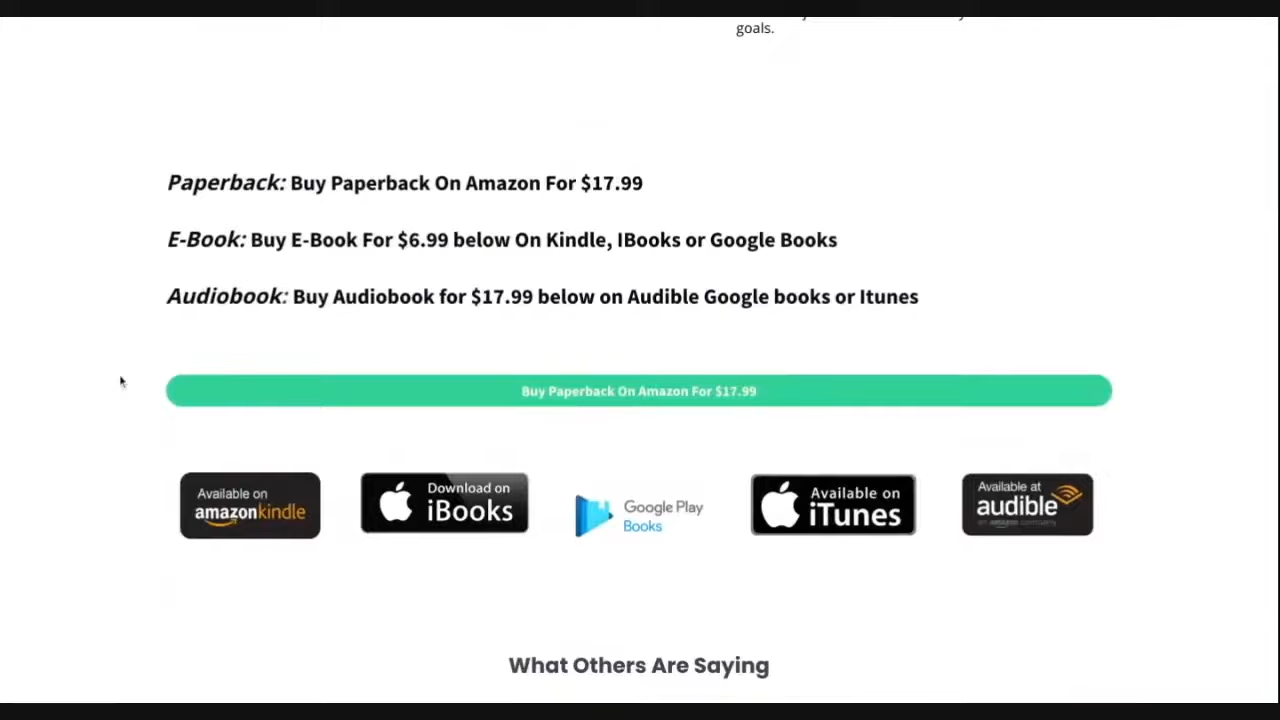 goals.
Paperback: Buy Paperback On Amazon For $17.99
E-Book: Buy E-Book For $6.99 below On Kindle, IBooks or Google Books
Audiobook: Buy Audiobook for $17.99 below on Audible Google books or Itunes
Buy Paperback On Amazon For $17.99
Available on
amazonkindle
Download on
iBooks
Google Play
Books
Available on
iTunes
Available at
audible
an amazon company
What Others Are Saying